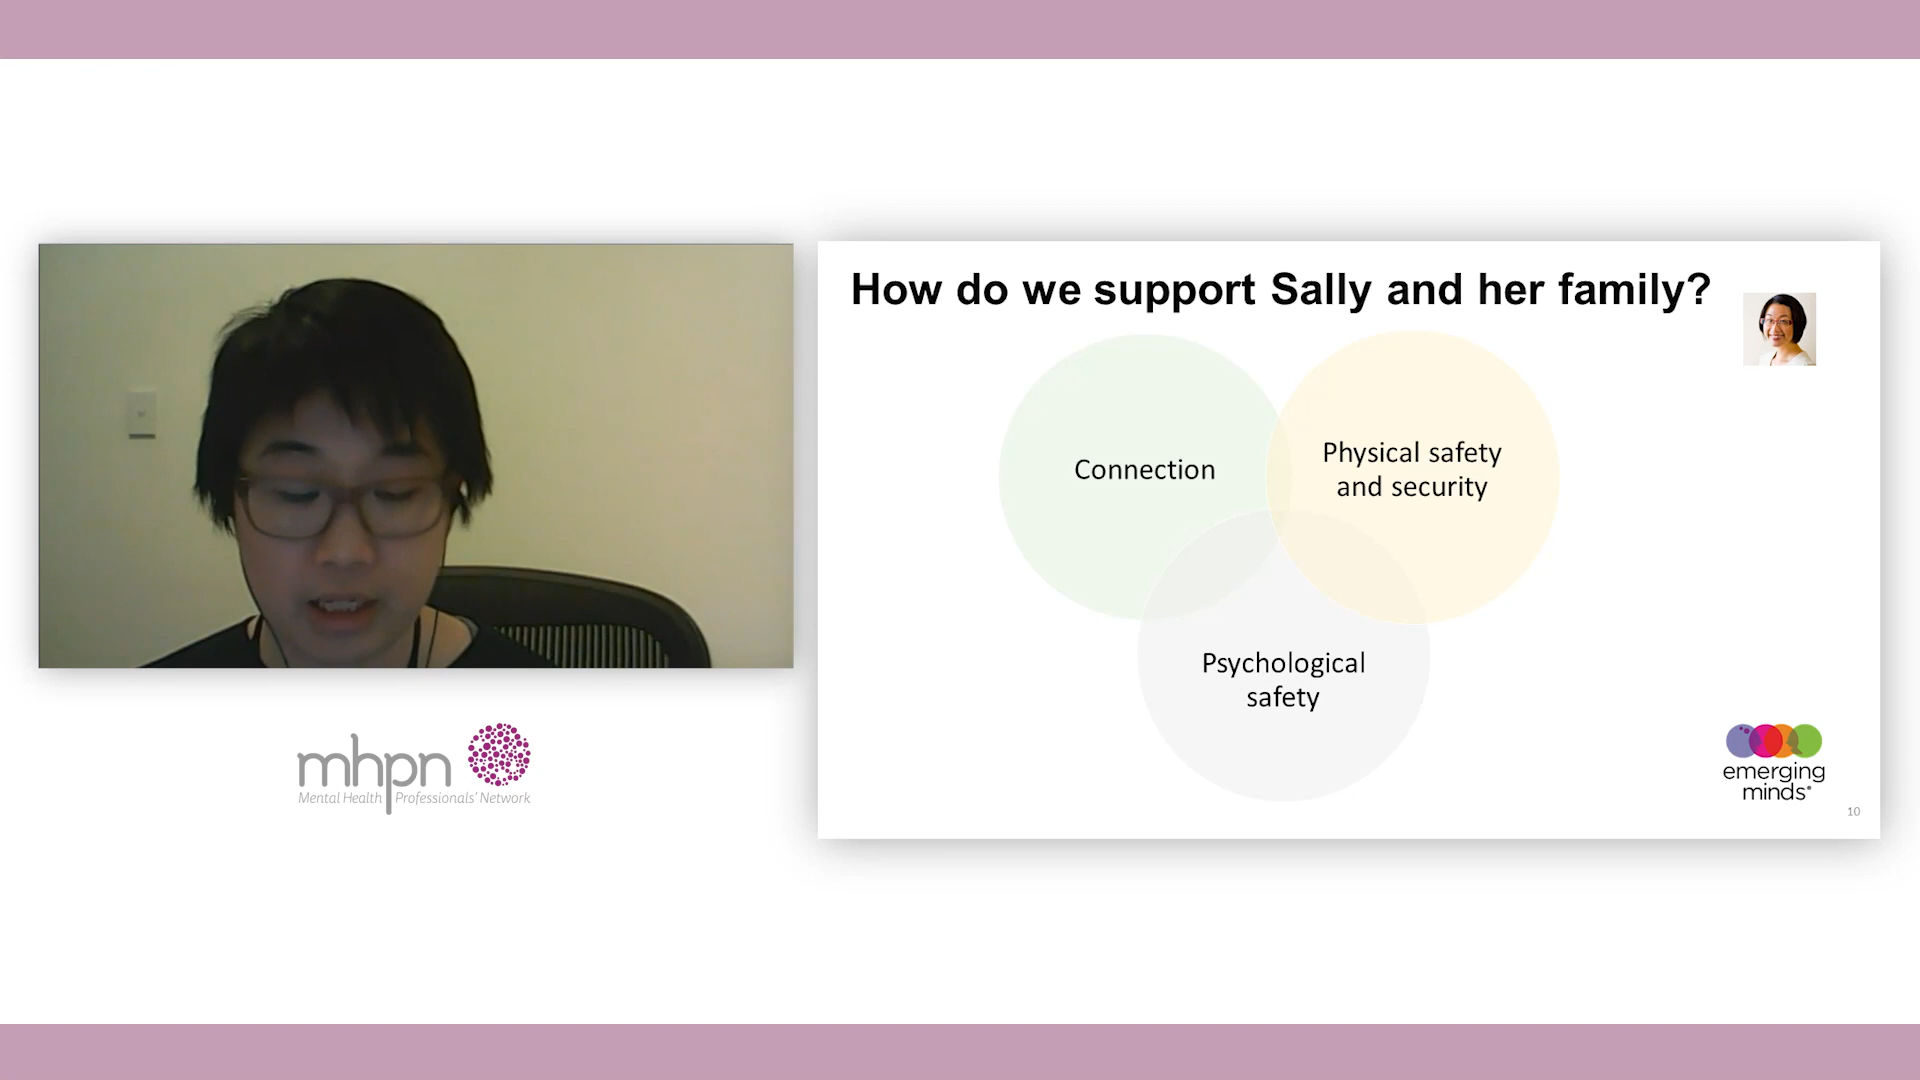 How do we support Sally and her family?
Connection
Physical safety
and security
Psychological
safety
mhpn
Mental Health Professionals' Network
emerging
minds
10